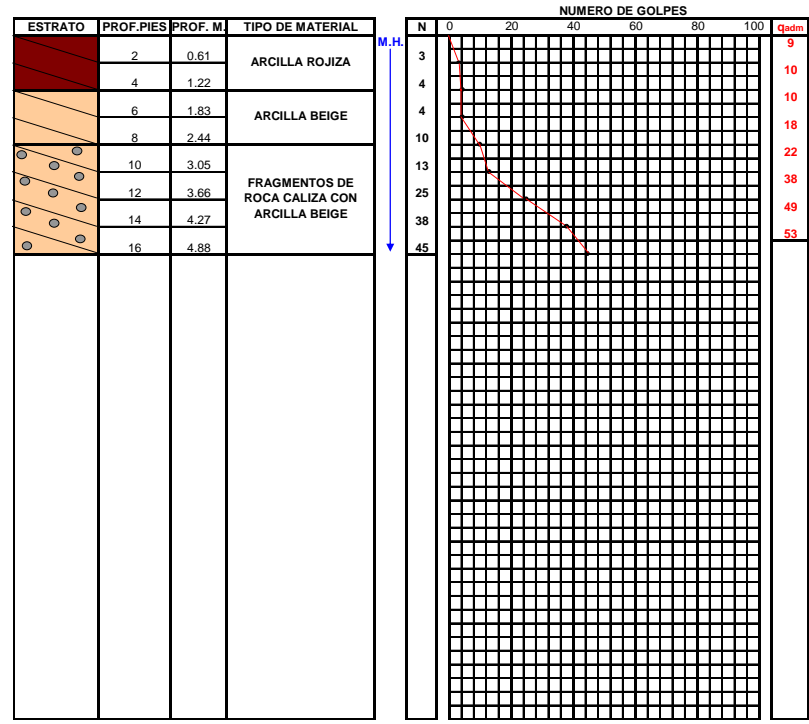 NUMERO DE GOLPES
ESTRATO PROF.PIES PROF. M. TIPO DE MATERIAL N 0 20 40 60 80 100 qadm
M.H.
2 0.61 ARCILLA ROJIZA 3 9
4 1.22 4 10
6 1.83 ARCILLA BEIGE 4 10
8 2.44 10 18
10 3.05 13 22
FRAGMENTOS DE
12 3.66 ROCA CALIZA CON 25 38
14 4.27 ARCILLA BEIGE 38 49
16 4.88 45 53